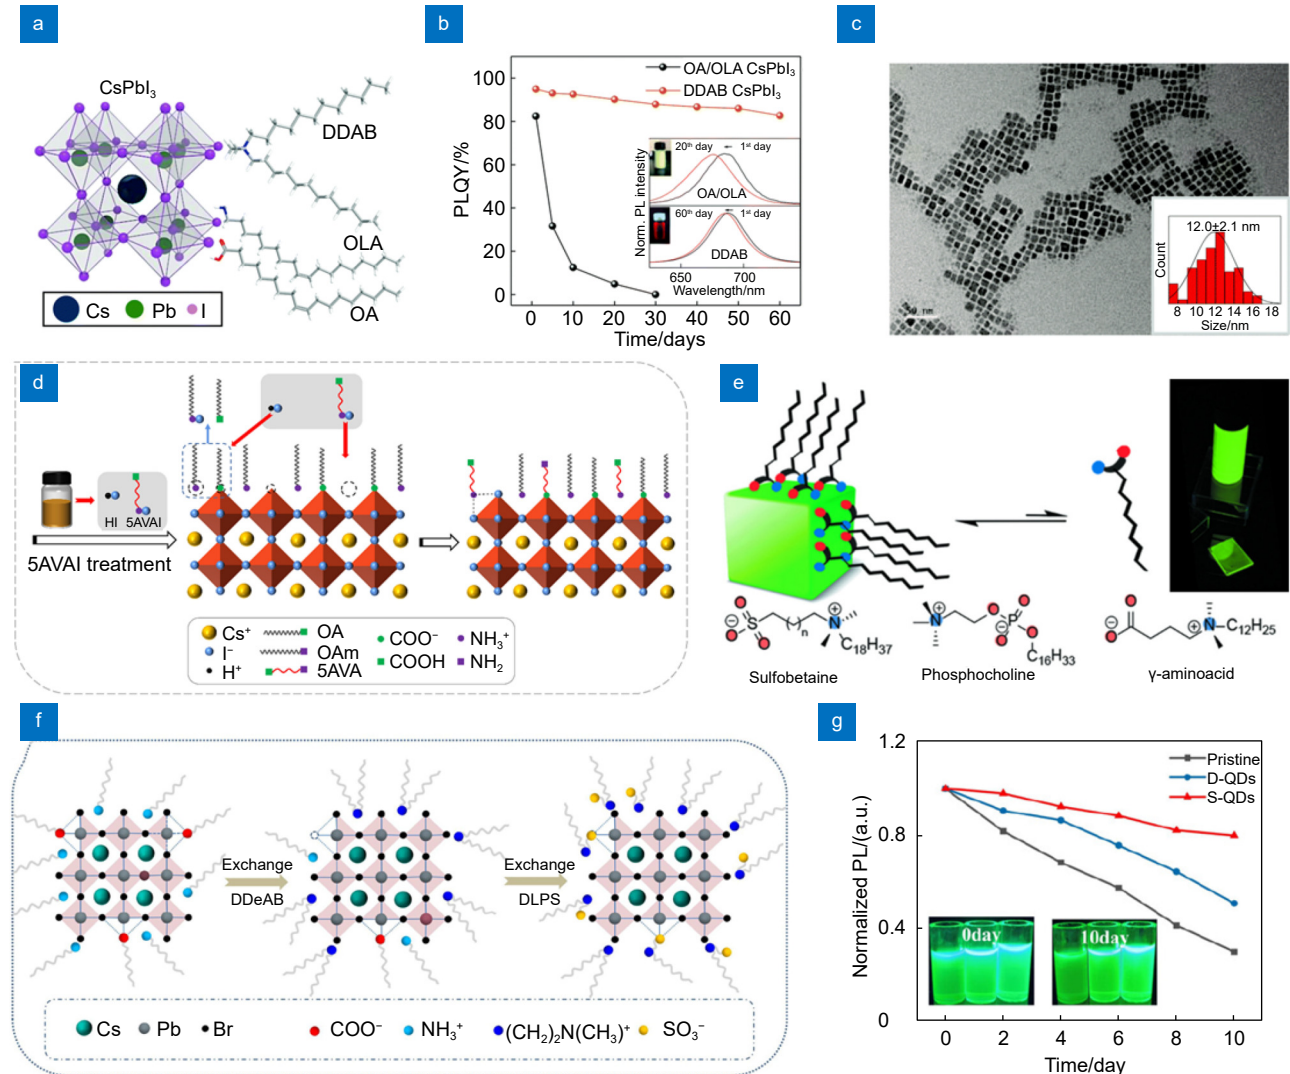 a
CsPbI3
DDAB
OLA
OA
Cs Pb I
b
PLQY/%
100
80
60
40
20
0
OA/OLA CsPbI3
DDAB CsPbI3
Norm. PL intensity
20th day 1st day
OA/OLA
60th day 1st day
DDAB
650 700
Wavelength/nm
0 10 20 30 40 50 60
Time/days
c
12.0±2.1 nm
Count
8 10 12 14 16 18
Size/nm
d
HI 5AVAI
5AVAI treatment
Cs+ OA COO− NH3+
I− OAm COOH NH2
H+ 5AVA
e
S N n C18H37
N P C16H33
N C12H25
Sulfobetaine
Phosphocholine
γ-aminoacid
f
Exchange
DDeAB
Exchange
DLPS
Cs Pb Br COO− NH3+ (CH2)2N(CH3)+ SO3−
g
Normalized PL/(a.u.)
1.2
0.8
0.4
0
Pristine
D-QDs
S-QDs
0day
10day
0 2 4 6 8 10
Time/day